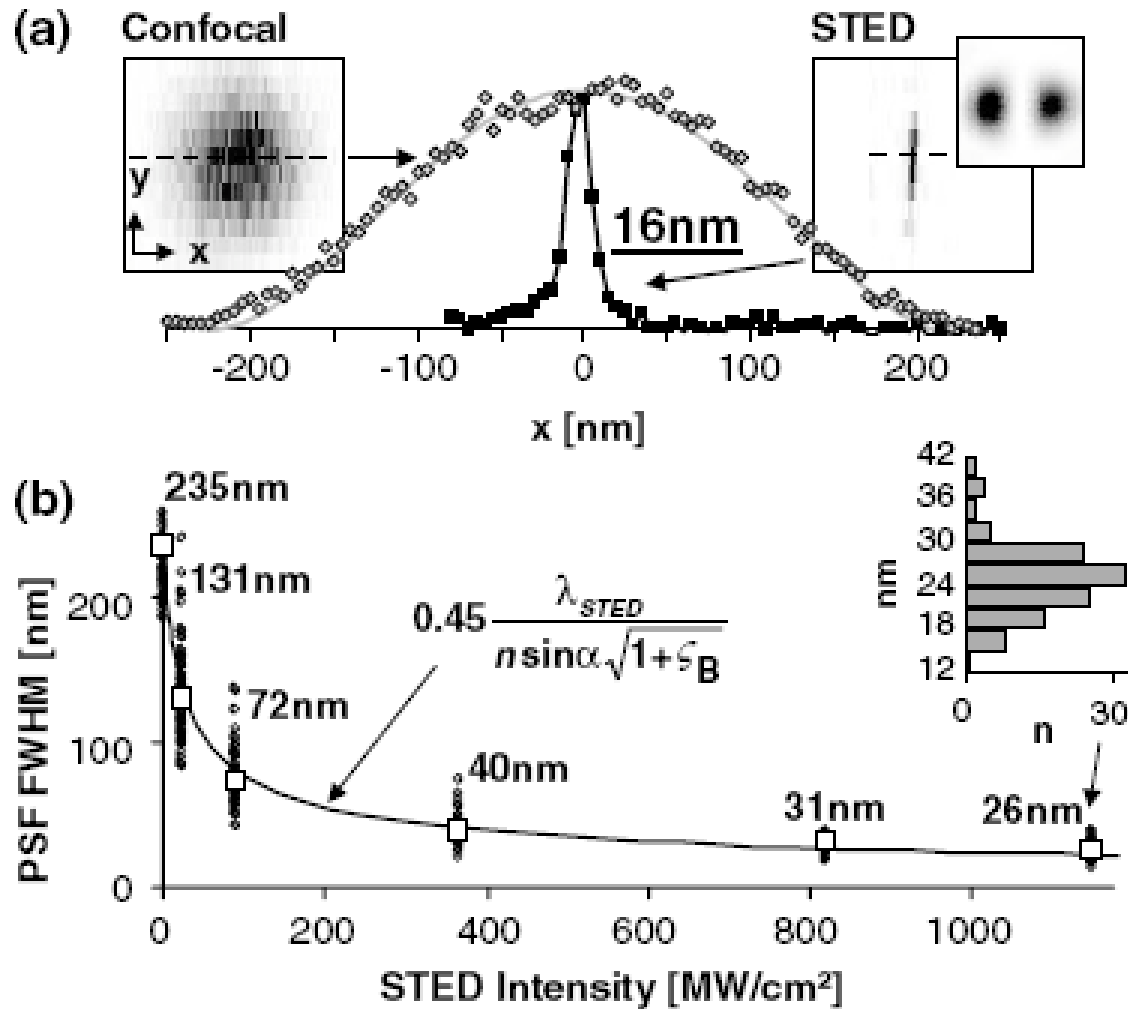 (a) Confocal STED
y
x
16nm
-200 -100 0 100 200
x [nm]
(b)
235nm
131nm
72nm
40nm
31nm
26nm
0.45 λSTED / n sinα √1+ςB
PSF FWHM [nm]
200
100
0
0 200 400 600 800 1000
STED Intensity [MW/cm²]
42
36
30
24
18
12
nm
0 30
n